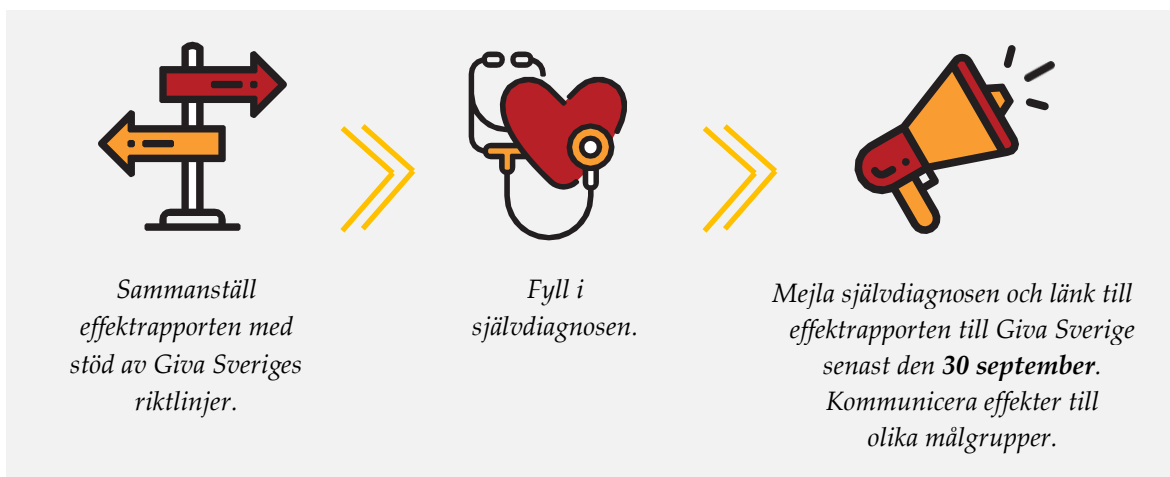 Sammanställ
effektrapporten med
stöd av Giva Sveriges
riktlinjer.
Fyll i
självdiagnosen.
Mejla självdiagnosen och länk till
effektrapporten till Giva Sverige
senast den 30 september.
Kommunicera effekter till
olika målgrupper.